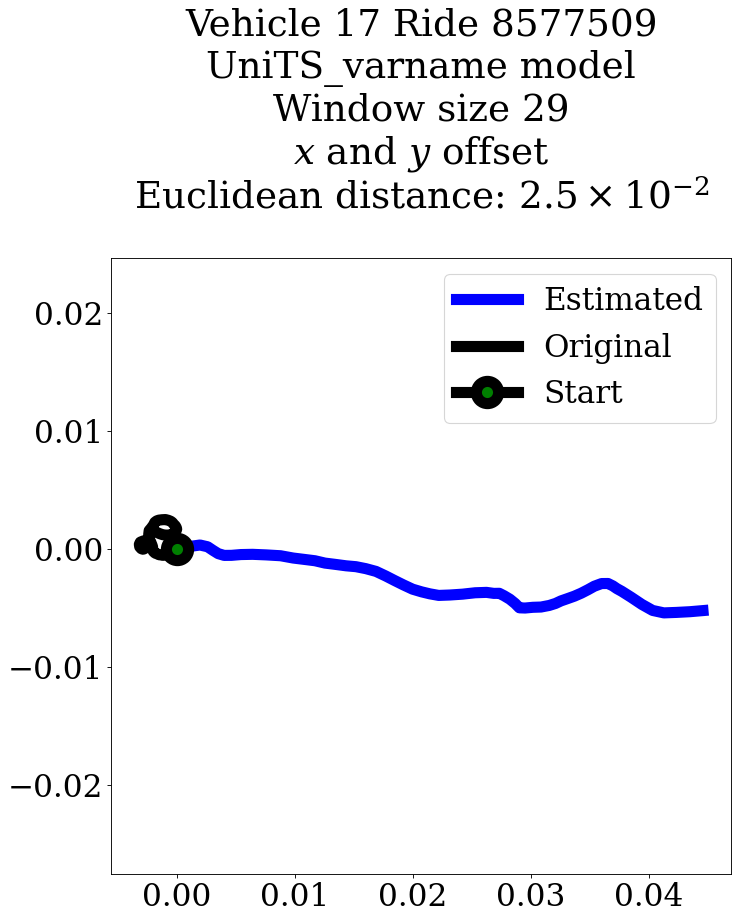 Vehicle 17 Ride 8577509
UniTS_varname model
Window size 29
x and y offset
Euclidean distance: 2.5 × 10⁻²
Estimated
Original
Start
0.02
0.01
0.00
−0.01
−0.02
0.00 0.01 0.02 0.03 0.04